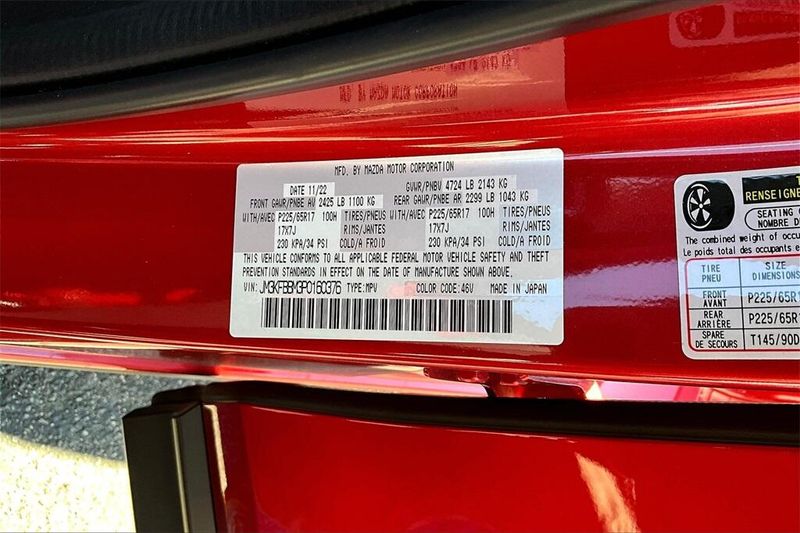 MFD. BY MAZDA MOTOR CORPORATION
DATE 11/22 GVWR/PNBV 4724 LB 2143 KG
FRONT GAWR/PNBE AV 2425 LB 1100 KG REAR GAWR/PNBE AR 2299 LB 1043 KG
WITH/AVEC P225/65R17 100H TIRES/PNEUS WITH/AVEC P225/65R17 100H TIRES/PNEUS
17X7J RIMS/JANTES 17X7J RIMS/JANTES
230 KPA/34 PSI COLD/A FROID 230 KPA/34 PSI COLD/A FROID
THIS VEHICLE CONFORMS TO ALL APPLICABLE FEDERAL MOTOR VEHICLE SAFETY AND THEFT
PREVENTION STANDARDS IN EFFECT ON THE DATE OF MANUFACTURE SHOWN ABOVE.
VIN: JM3KFBBM3P0160376 TYPE:MPV COLOR CODE:46V MADE IN JAPAN
RENSEIGNE
SEATING
NOMBRE D
The combined weight of occu
Le poids total des occupants e
TIRE PNEU SIZE DIMENSIONS
FRONT AVANT P225/65R1
REAR ARRIÈRE P225/65R1
SPARE DE SECOURS T145/90D